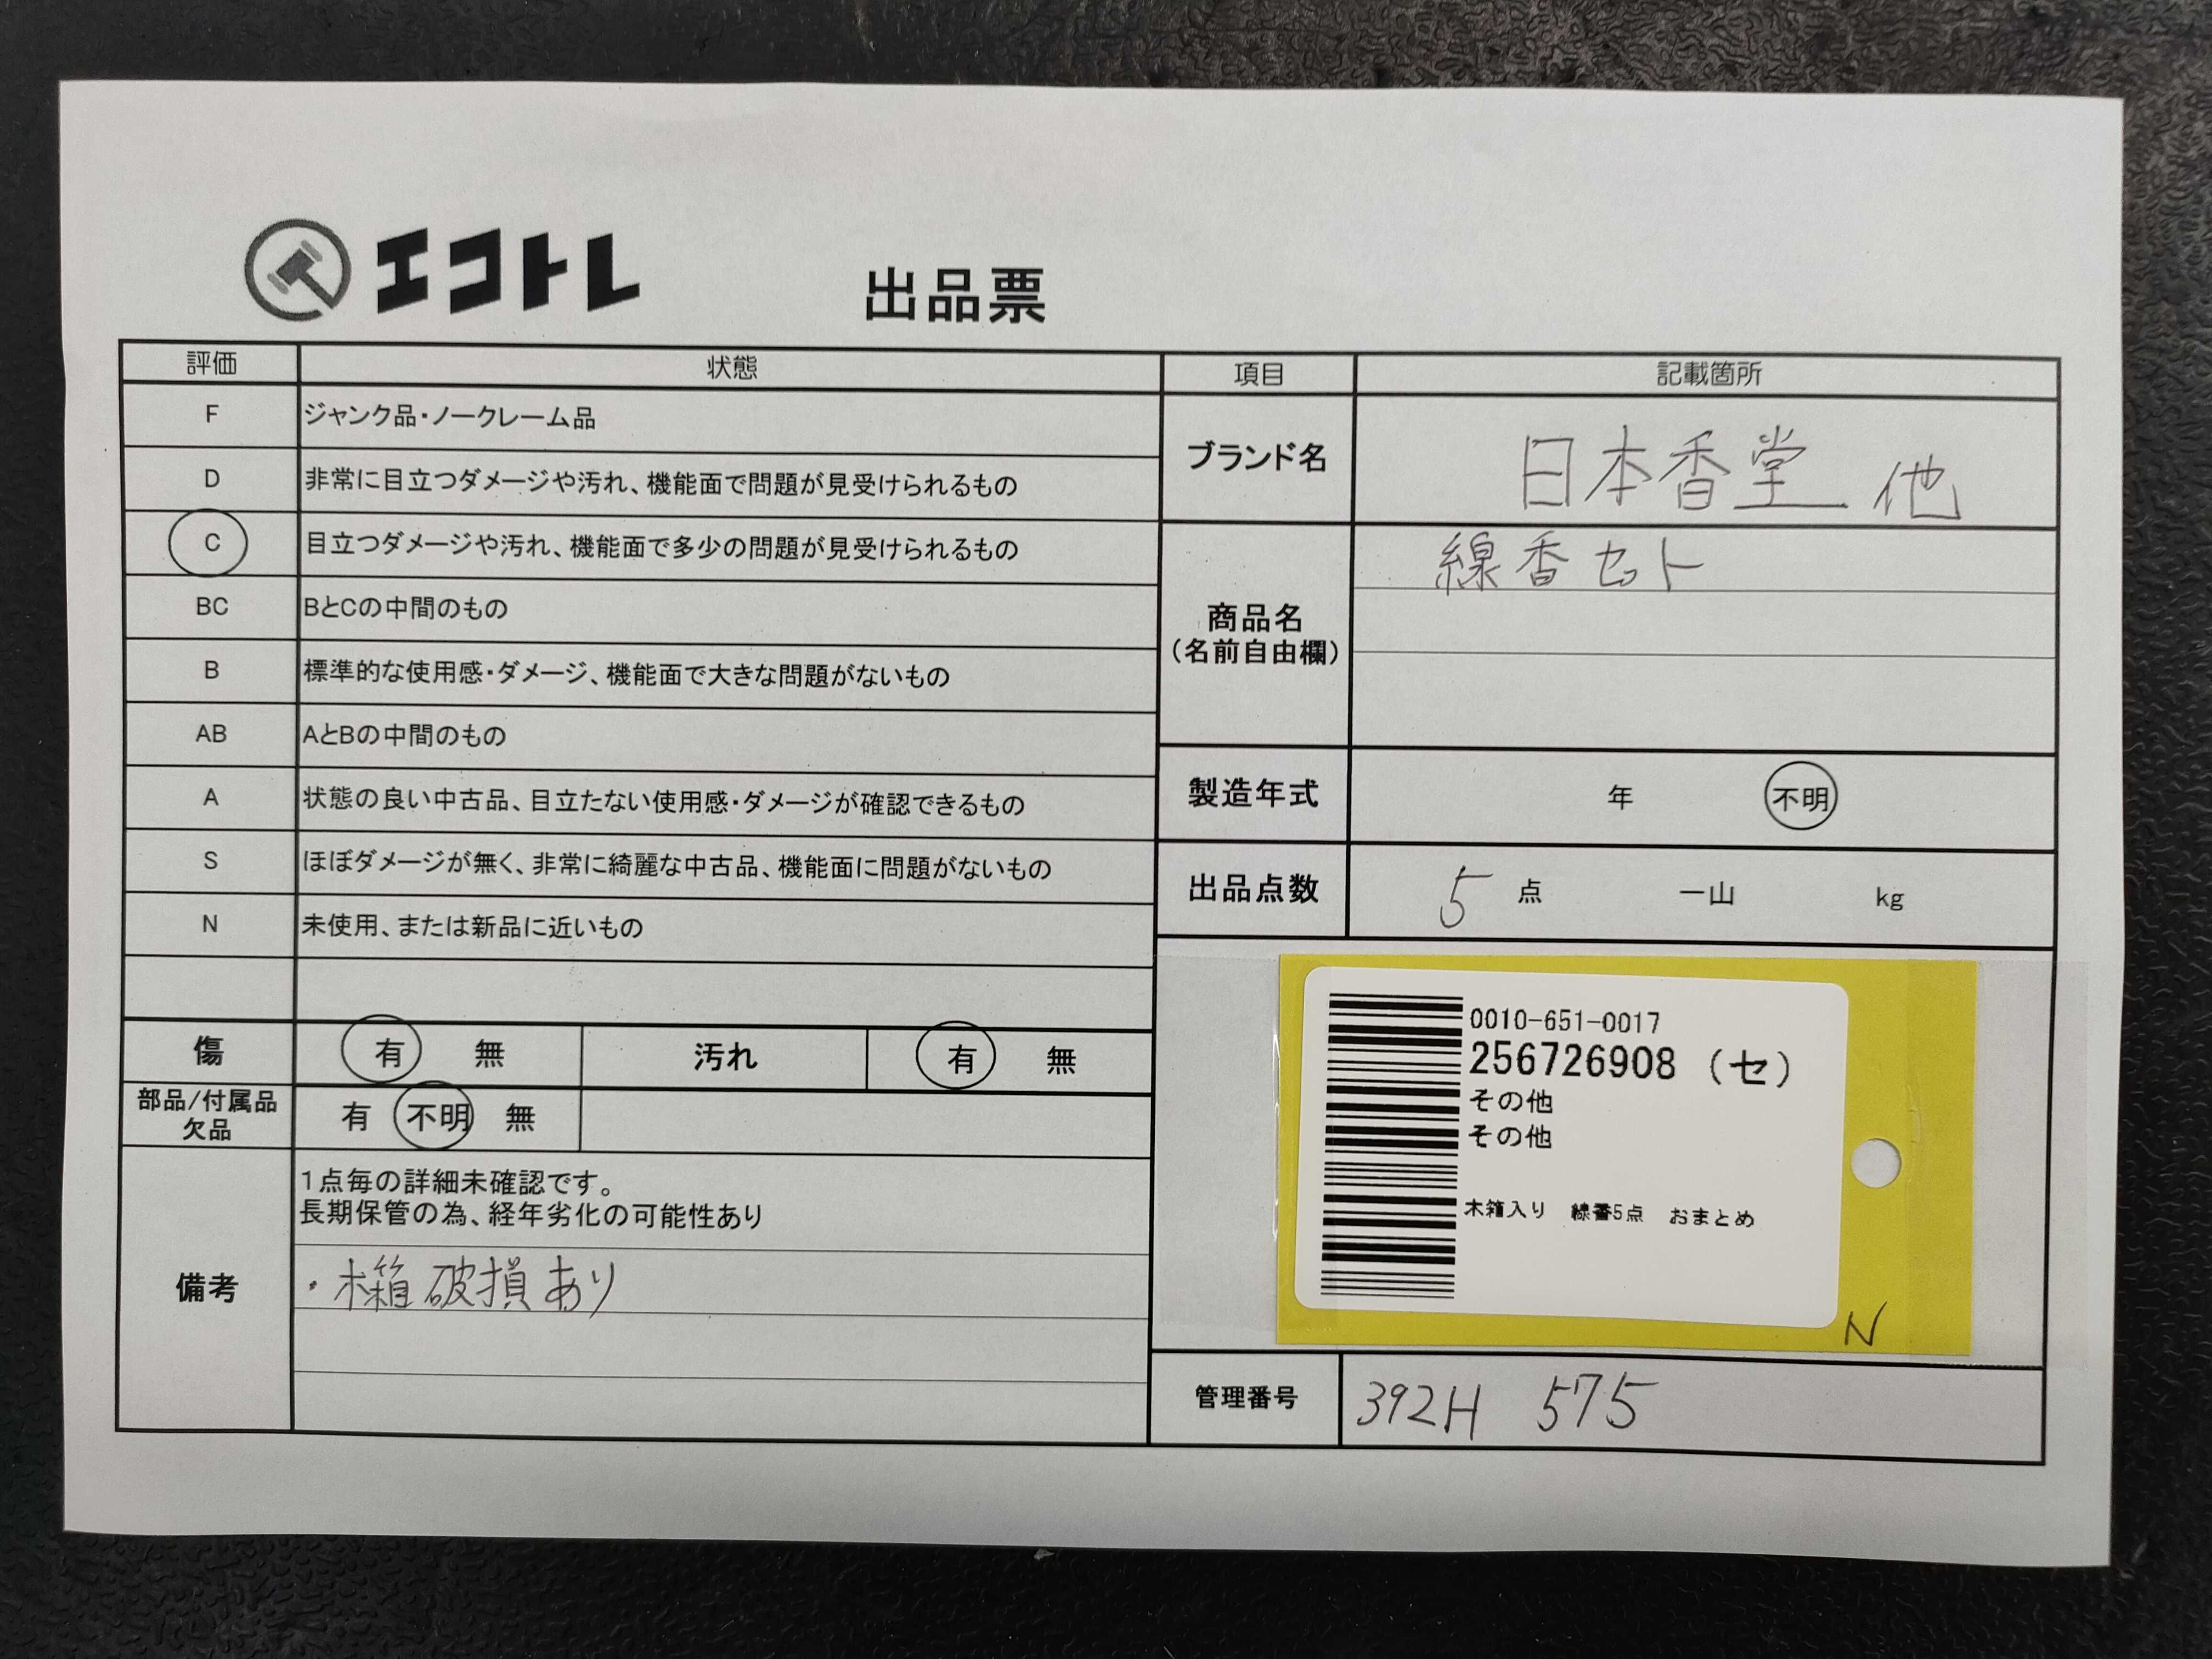 エコトレ
出品票
評価 状態
F ジャンク品・ノークレーム品
D 非常に目立つダメージや汚れ、機能面で問題が見受けられるもの
C 目立つダメージや汚れ、機能面で多少の問題が見受けられるもの
BC BとCの中間のもの
B 標準的な使用感・ダメージ、機能面で大きな問題がないもの
AB AとBの中間のもの
A 状態の良い中古品、目立たない使用感・ダメージが確認できるもの
S ほぼダメージが無く、非常に綺麗な中古品、機能面に問題がないもの
N 未使用、または新品に近いもの
傷 有 無 汚れ 有 無
部品/付属品
欠品
有 不明 無
備考
1点毎の詳細未確認です。
長期保管の為、経年劣化の可能性あり
・木箱破損あり
項目 記載箇所
ブランド名 日本香堂 他
商品名
(名前自由欄)
線香セット
製造年式 年 不明
出品点数 5 点 一山 kg
0010-651-0017
256726908 (セ)
その他
その他
木箱入り 線香5点 おまとめ
N
管理番号 392H 575